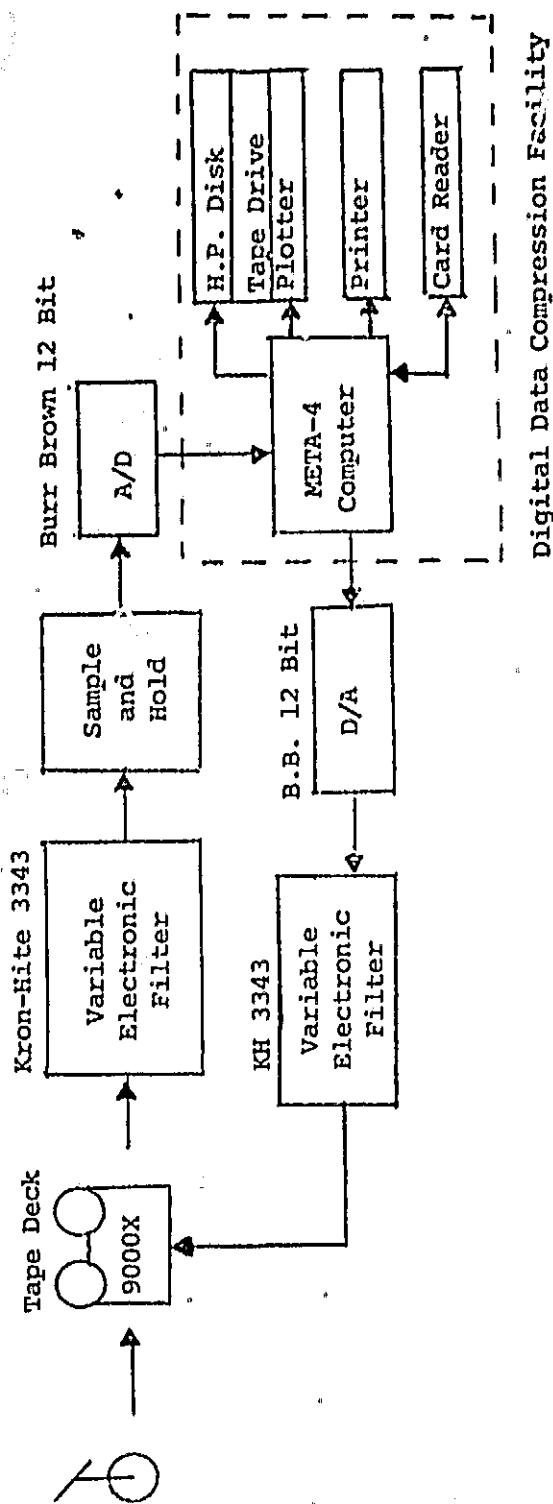 Tape Deck
9000X
Kron-Hite 3343
Variable
Electronic
Filter
Sample
and
Hold
Burr Brown 12 Bit
A/D
META-4
Computer
H.P. Disk
Tape Drive
Plotter
Printer
Card Reader
B.B. 12 Bit
D/A
KH 3343
Variable
Electronic
Filter
Digital Data Compression Facility